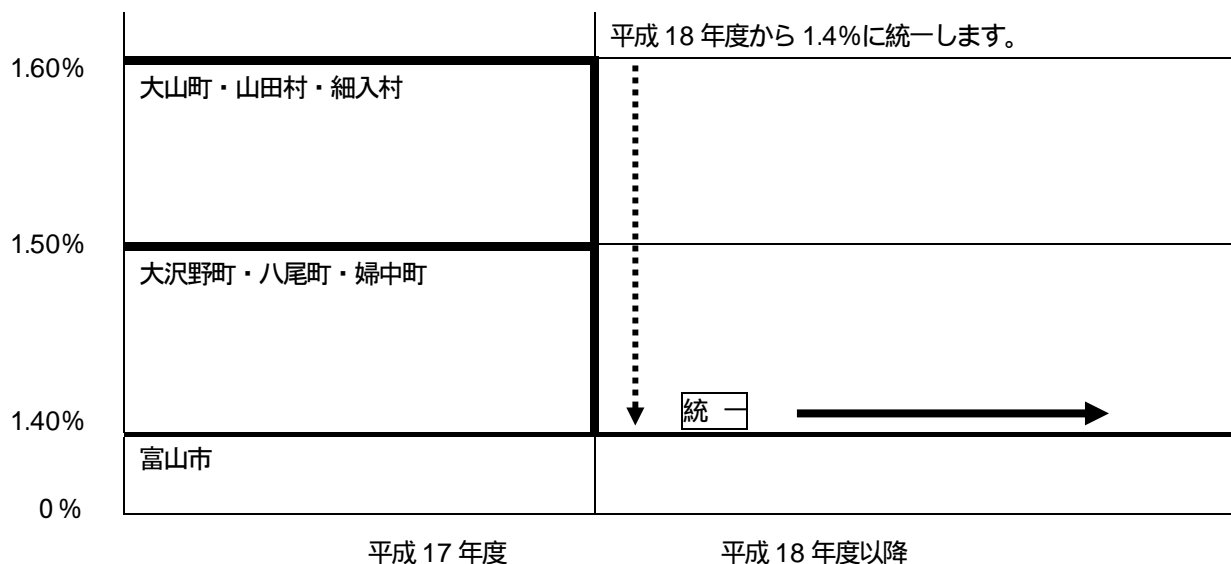 平成 18 年度から 1.4%に統一します。
1.60%
大山町・山田村・細入村
1.50%
大沢野町・八尾町・婦中町
1.40%
統 一
富山市
0%
平成 17 年度
平成 18 年度以降